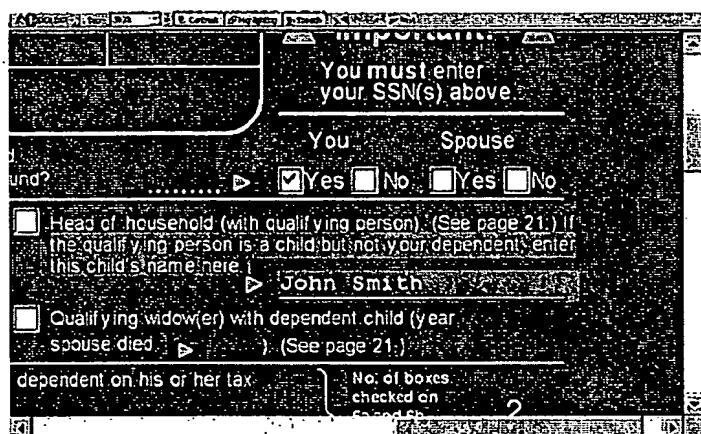 Important!
You must enter
your SSN(s) above.
You Spouse
und? Yes No Yes No
Head of household (with qualifying person). (See page 21.) If
the qualifying person is a child but not your dependent, enter
this child's name here.
John Smith
Qualifying widow(er) with dependent child (year
spouse died ). (See page 21.)
dependent on his or her tax
No. of boxes
checked on
6a and 6b
2